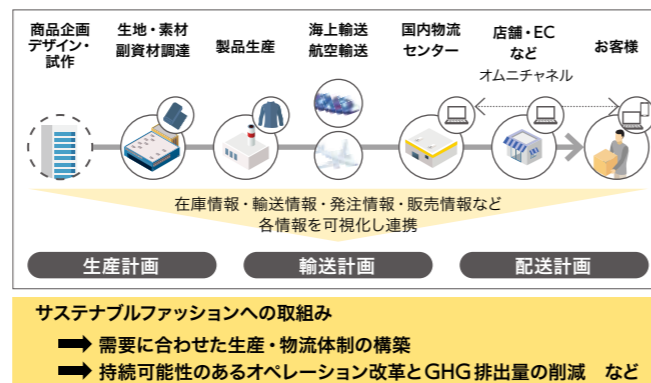 商品企画
デザイン・
試作
生地・素材
副資材調達
製品生産
海上輸送
航空輸送
国内物流
センター
店舗・EC
など
オムニチャネル
お客様
在庫情報・輸送情報・発注情報・販売情報など
各情報を可視化し連携
生産計画
輸送計画
配送計画
サステナブルファッションへの取組み
➡ 需要に合わせた生産・物流体制の構築
➡ 持続可能性のあるオペレーション改革とGHG排出量の削減 など